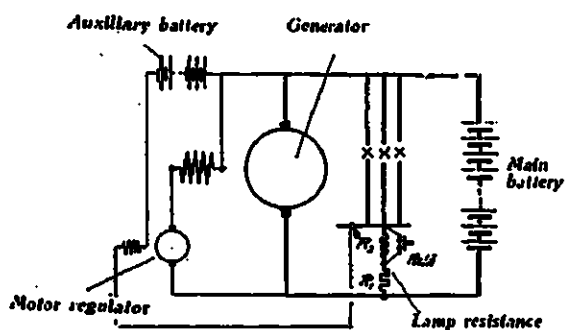 Auxiliary battery
Generator
Main
battery
Motor regulator
Lamp resistance